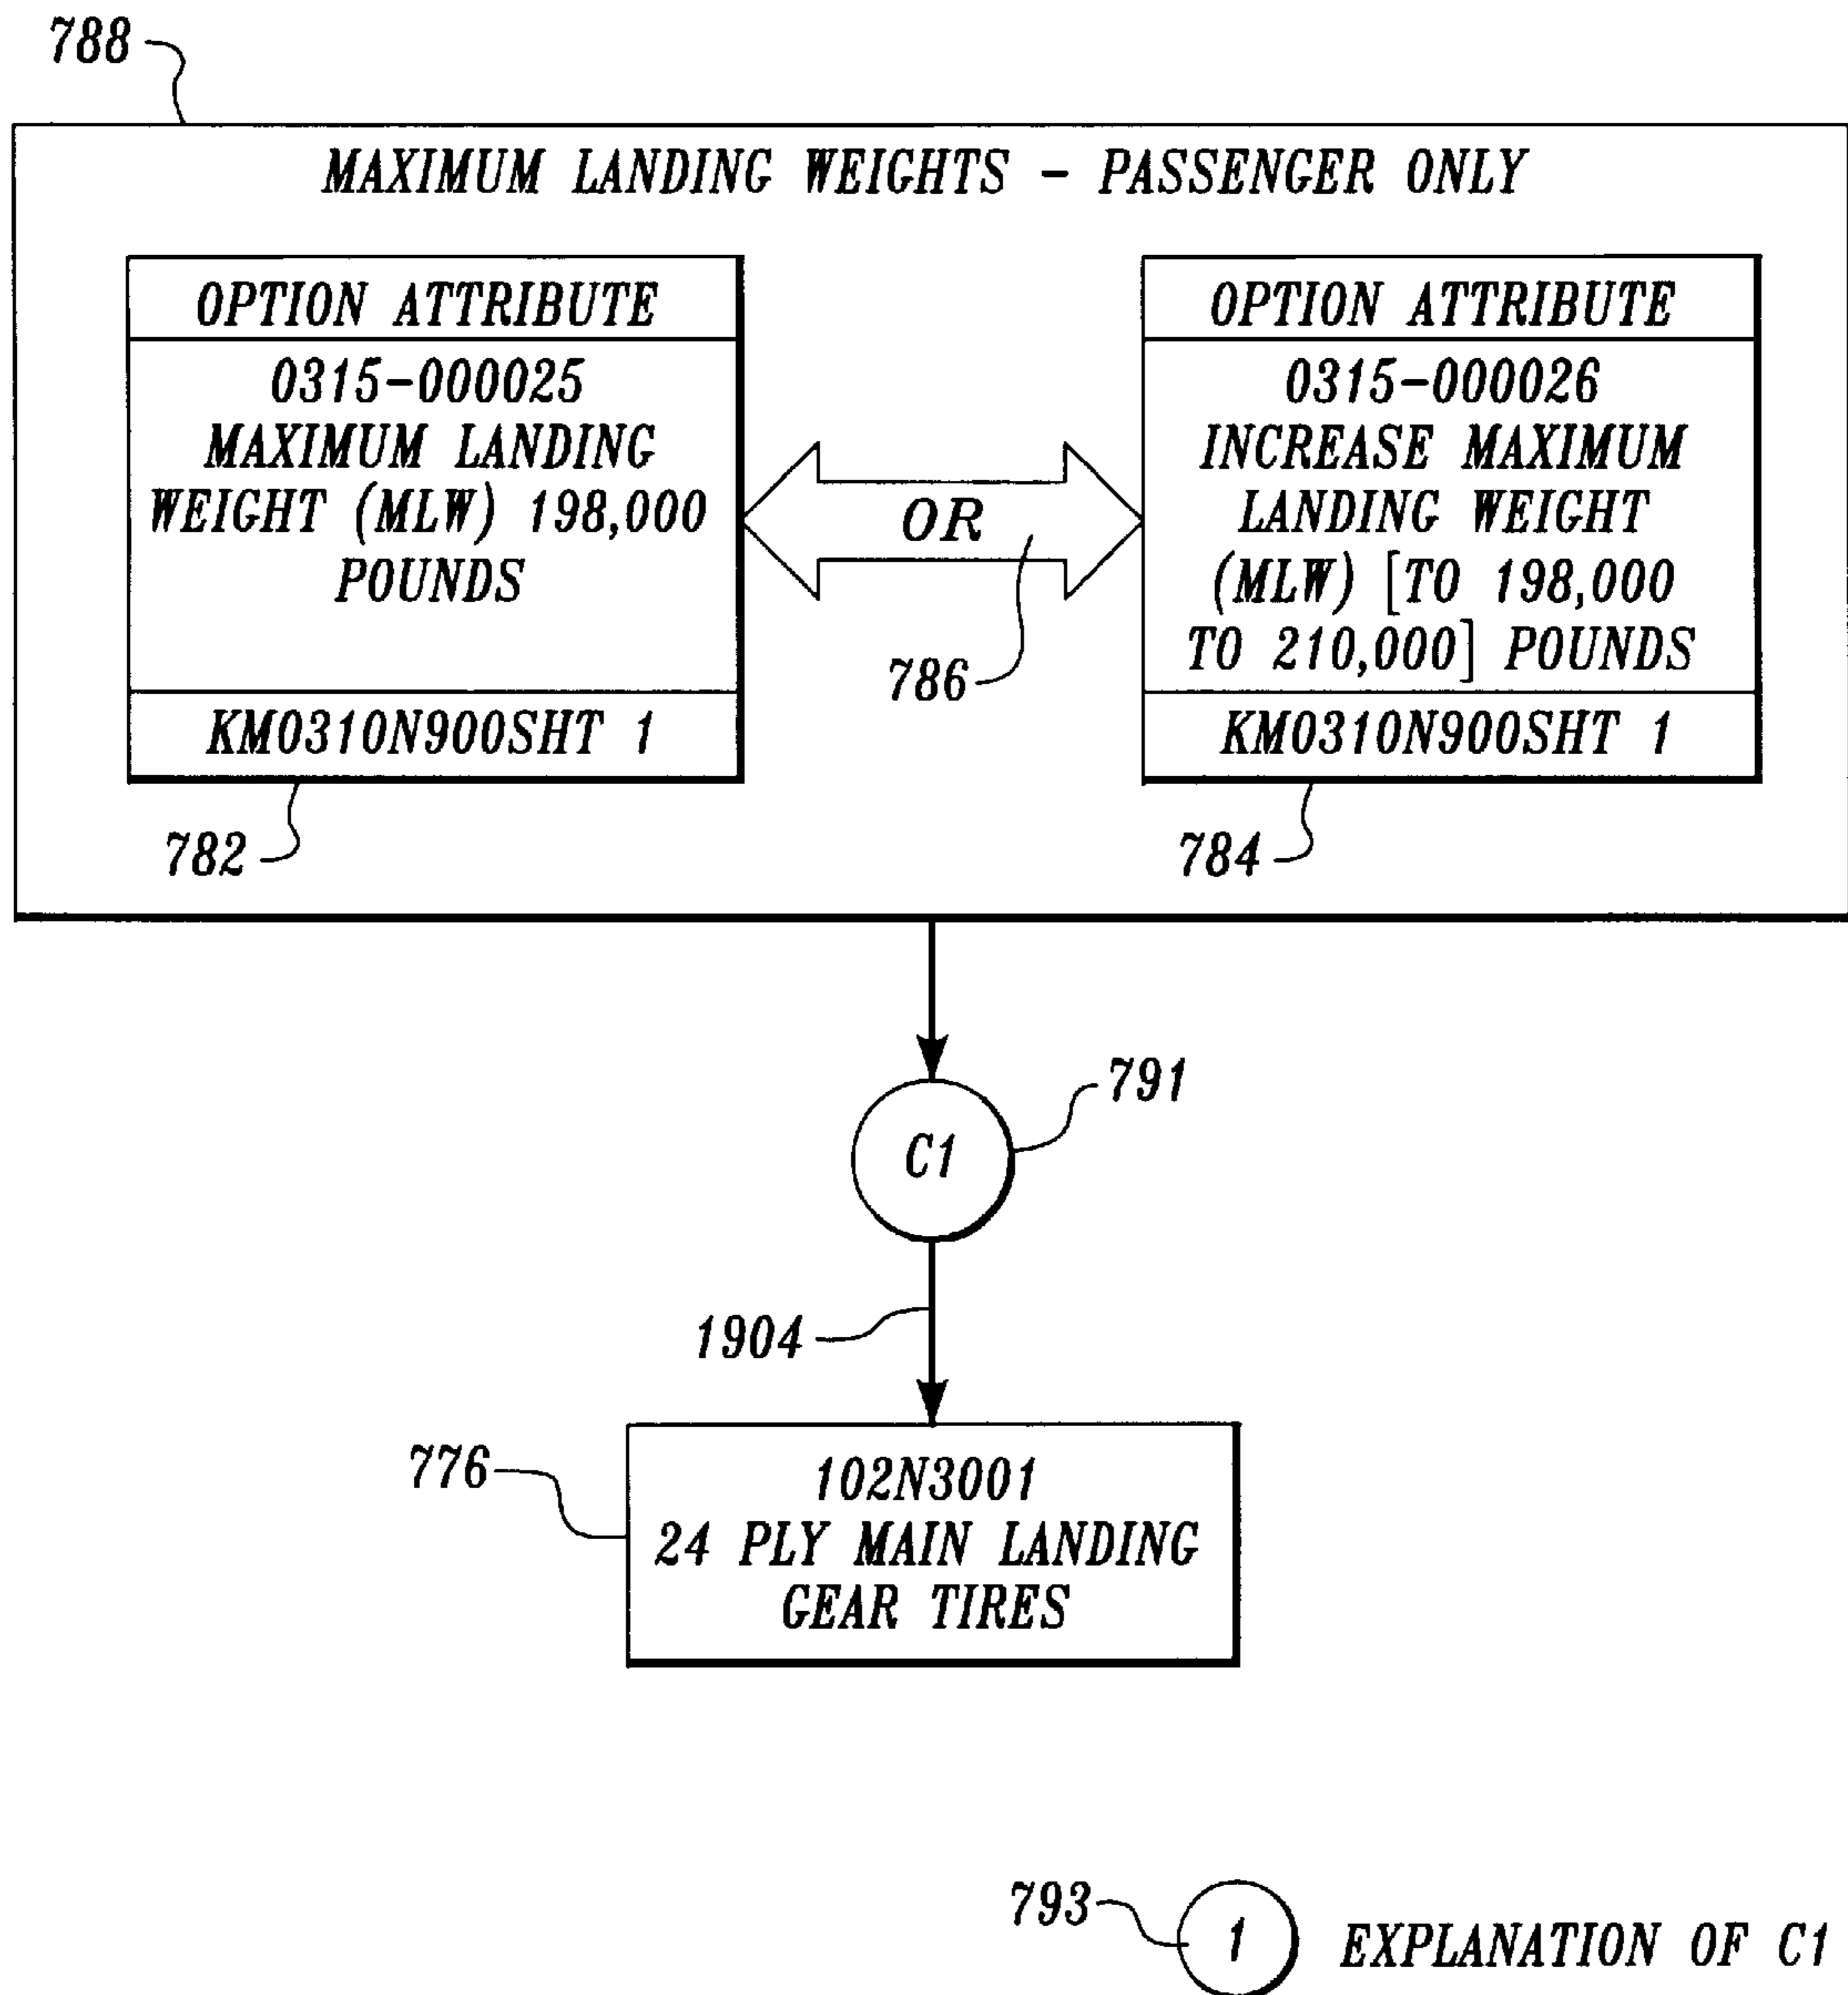 788
MAXIMUM LANDING WEIGHTS - PASSENGER ONLY
OPTION ATTRIBUTE
0315-000025
MAXIMUM LANDING
WEIGHT (MLW) 198,000
POUNDS
KM0310N900SHT 1
782
OR
786
OPTION ATTRIBUTE
0315-000026
INCREASE MAXIMUM
LANDING WEIGHT
(MLW) [TO 198,000
TO 210,000] POUNDS
KM0310N900SHT 1
784
C1
791
1904
776
102N3001
24 PLY MAIN LANDING
GEAR TIRES
793
1
EXPLANATION OF C1